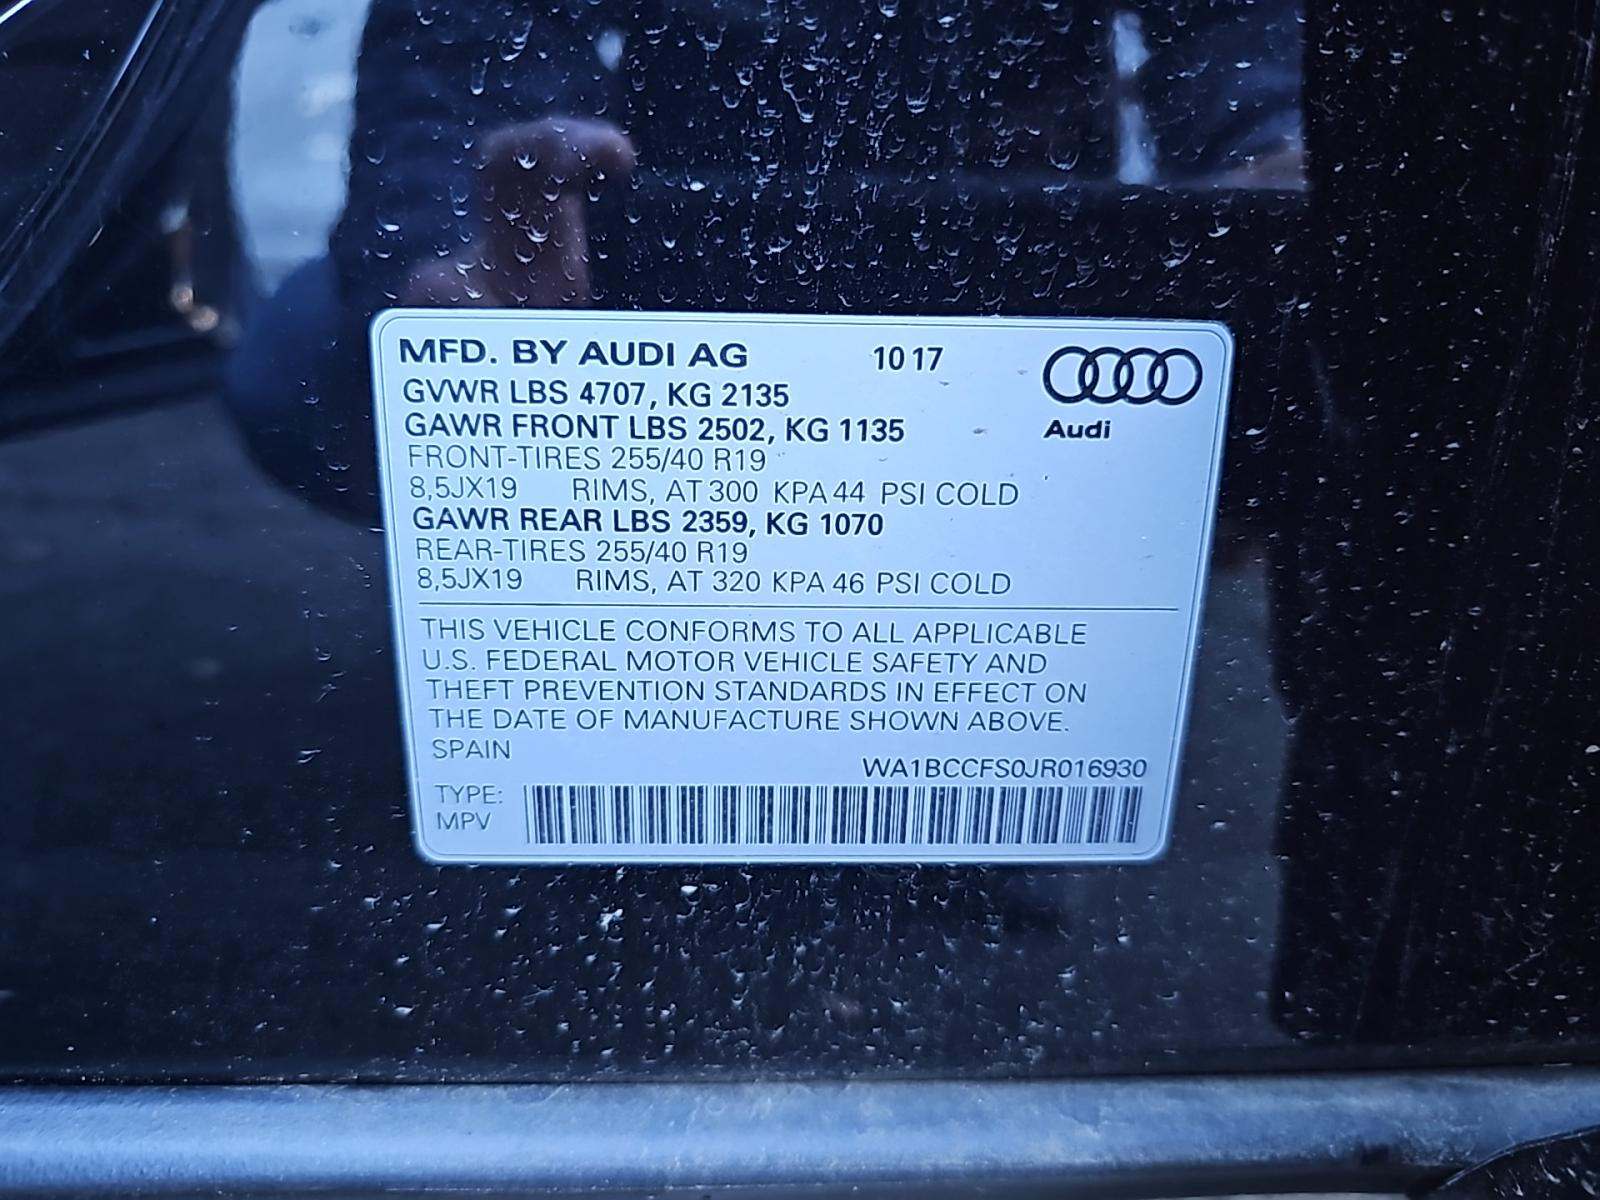 MFD. BY AUDI AG 10 17
GVWR LBS 4707, KG 2135
GAWR FRONT LBS 2502, KG 1135
Audi
FRONT-TIRES 255/40 R19
8,5JX19 RIMS, AT 300 KPA 44 PSI COLD
GAWR REAR LBS 2359, KG 1070
REAR-TIRES 255/40 R19
8,5JX19 RIMS, AT 320 KPA 46 PSI COLD
THIS VEHICLE CONFORMS TO ALL APPLICABLE
U.S. FEDERAL MOTOR VEHICLE SAFETY AND
THEFT PREVENTION STANDARDS IN EFFECT ON
THE DATE OF MANUFACTURE SHOWN ABOVE.
SPAIN
WA1BCCFS0JR016930
TYPE:
MPV